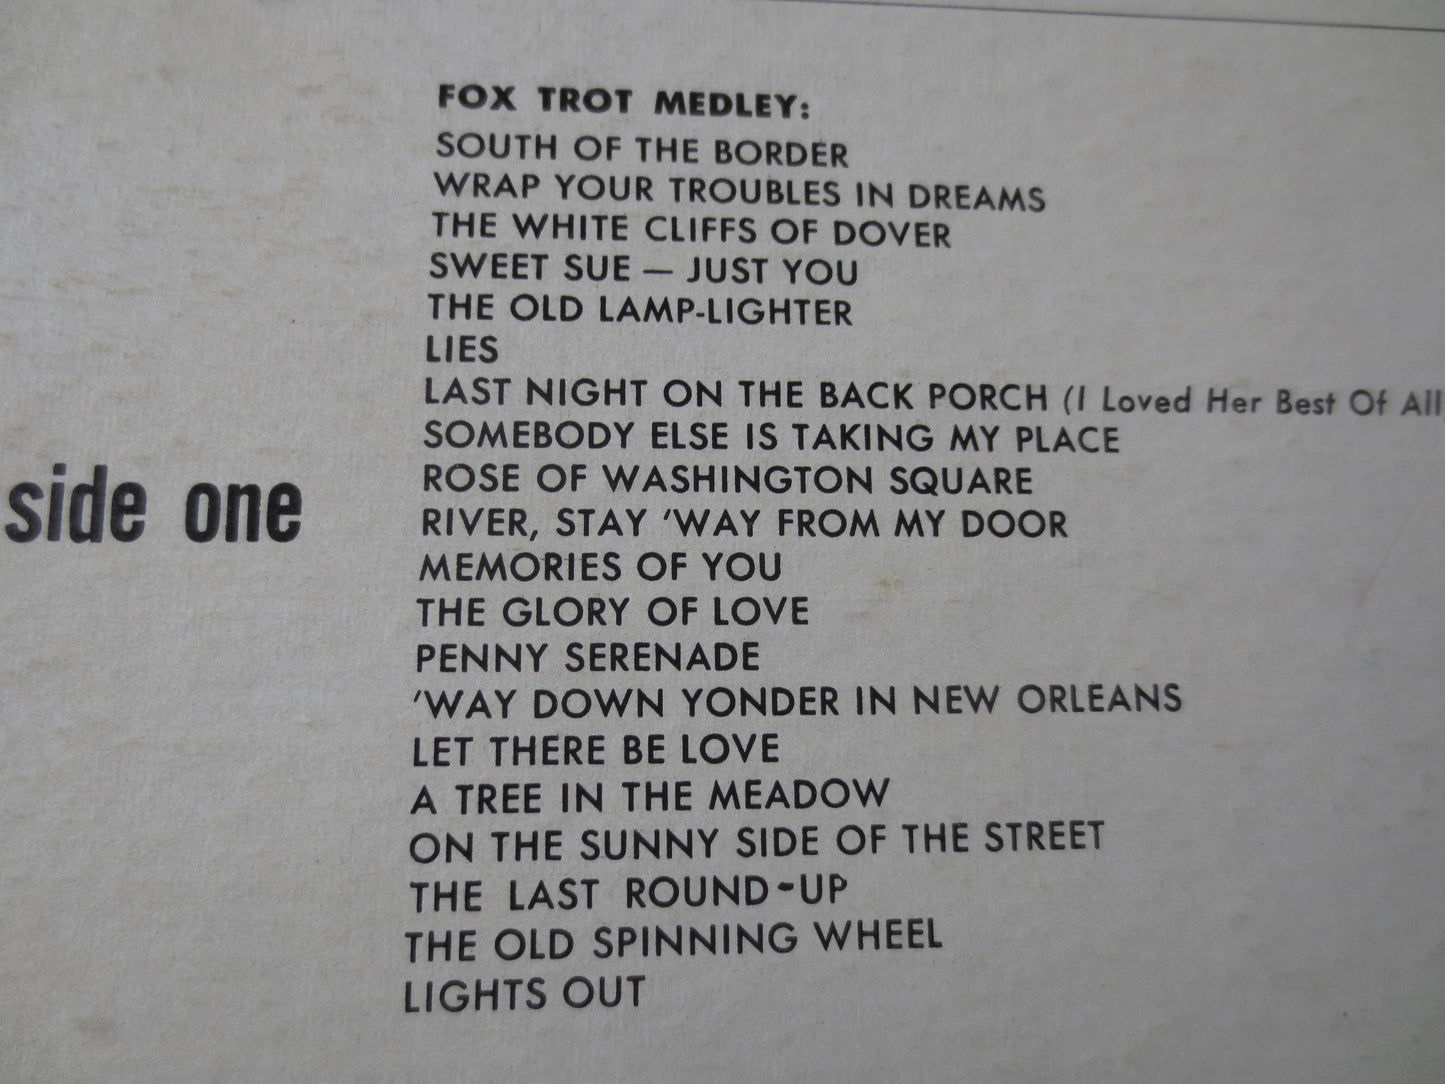 FOX TROT MEDLEY:
SOUTH OF THE BORDER
WRAP YOUR TROUBLES IN DREAMS
THE WHITE CLIFFS OF DOVER
SWEET SUE — JUST YOU
THE OLD LAMP-LIGHTER
LIES
LAST NIGHT ON THE BACK PORCH (I Loved Her Best Of All
SOMEBODY ELSE IS TAKING MY PLACE
side one
ROSE OF WASHINGTON SQUARE
RIVER, STAY 'WAY FROM MY DOOR
MEMORIES OF YOU
THE GLORY OF LOVE
PENNY SERENADE
'WAY DOWN YONDER IN NEW ORLEANS
LET THERE BE LOVE
A TREE IN THE MEADOW
ON THE SUNNY SIDE OF THE STREET
THE LAST ROUND-UP
THE OLD SPINNING WHEEL
LIGHTS OUT